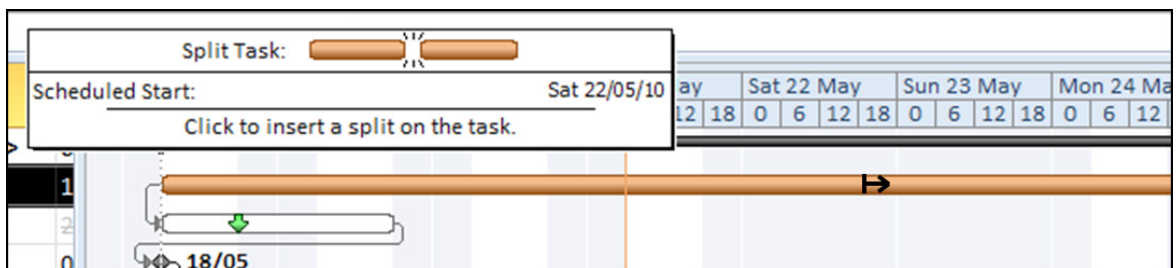 Split Task:
Scheduled Start: Sat 22/05/10
Click to insert a split on the task.
ay Sat 22 May Sun 23 May Mon 24 Ma
12 18 0 6 12 18 0 6 12 18 0 6 12
1
2
0 18/05